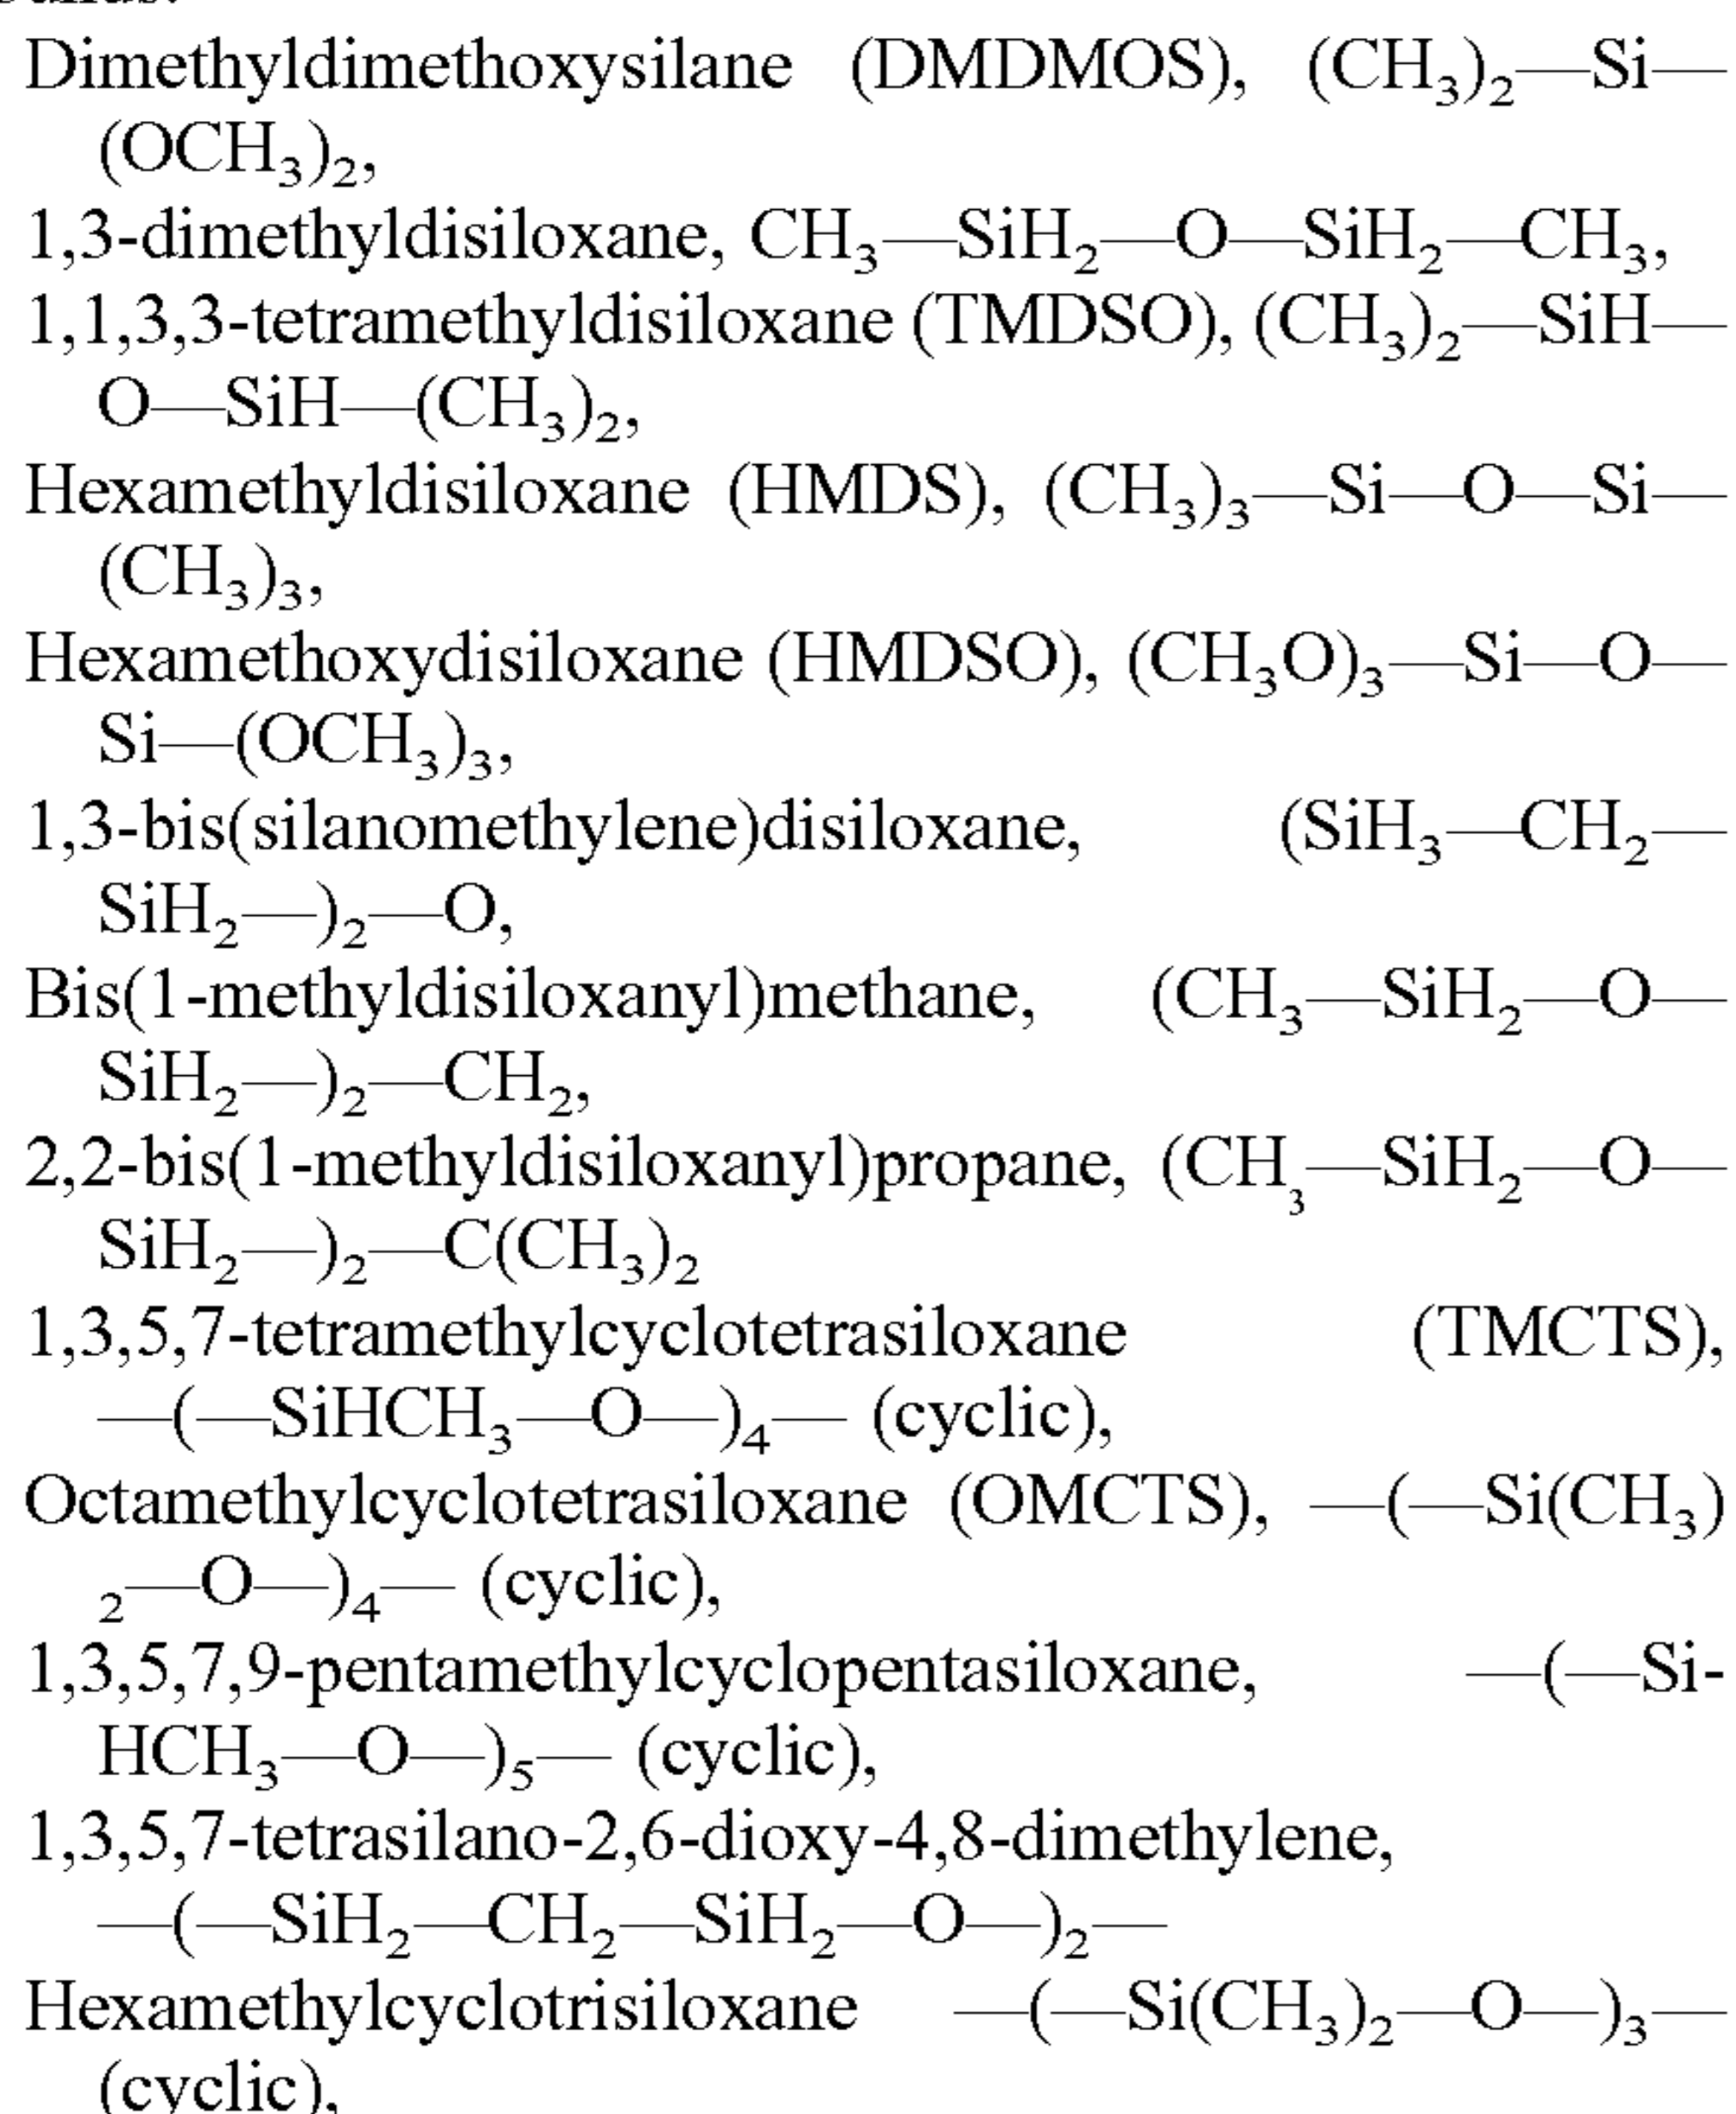 Dimethyldimethoxysilane (DMDMOS), (CH₃)₂—Si—
(OCH₃)₂,
1,3-dimethyldisiloxane, CH₃—SiH₂—O—SiH₂—CH₃,
1,1,3,3-tetramethyldisiloxane (TMDSO), (CH₃)₂—SiH—
O—SiH—(CH₃)₂,
Hexamethyldisiloxane (HMDS), (CH₃)₃—Si—O—Si—
(CH₃)₃,
Hexamethoxydisiloxane (HMDSO), (CH₃O)₃—Si—O—
Si—(OCH₃)₃,
1,3-bis(silanomethylene)disiloxane, (SiH₃—CH₂—
SiH₂—)₂—O,
Bis(1-methyldisiloxanyl)methane, (CH₃—SiH₂—O—
SiH₂—)₂—CH₂,
2,2-bis(1-methyldisiloxanyl)propane, (CH₃—SiH₂—O—
SiH₂—)₂—C(CH₃)₂
1,3,5,7-tetramethylcyclotetrasiloxane (TMCTS),
—(—SiHCH₃—O—)₄— (cyclic),
Octamethylcyclotetrasiloxane (OMCTS), —(—Si(CH₃)
₂—O—)₄— (cyclic),
1,3,5,7,9-pentamethylcyclopentasiloxane, —(—Si-
HCH₃—O—)₅— (cyclic),
1,3,5,7-tetrasilano-2,6-dioxy-4,8-dimethylene,
—(—SiH₂—CH₂—SiH₂—O—)₂—
Hexamethylcyclotrisiloxane —(—Si(CH₃)₂—O—)₃—
(cyclic),